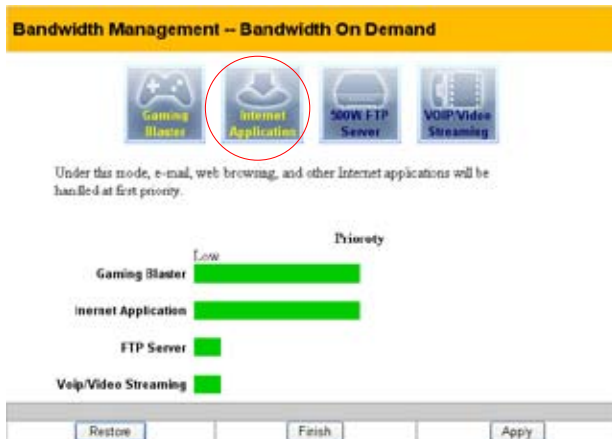 Bandwidth Management -- Bandwidth On Demand
Gaming Blaster
Internet Application
500W FTP Server
VOIP/Video Streaming
Under this mode, e-mail, web browsing, and other Internet applications will be
handled at first priority.
Priority
Low
Gaming Blaster
Inernet Application
FTP Server
Voip/Video Streaming
Restore
Finish
Apply